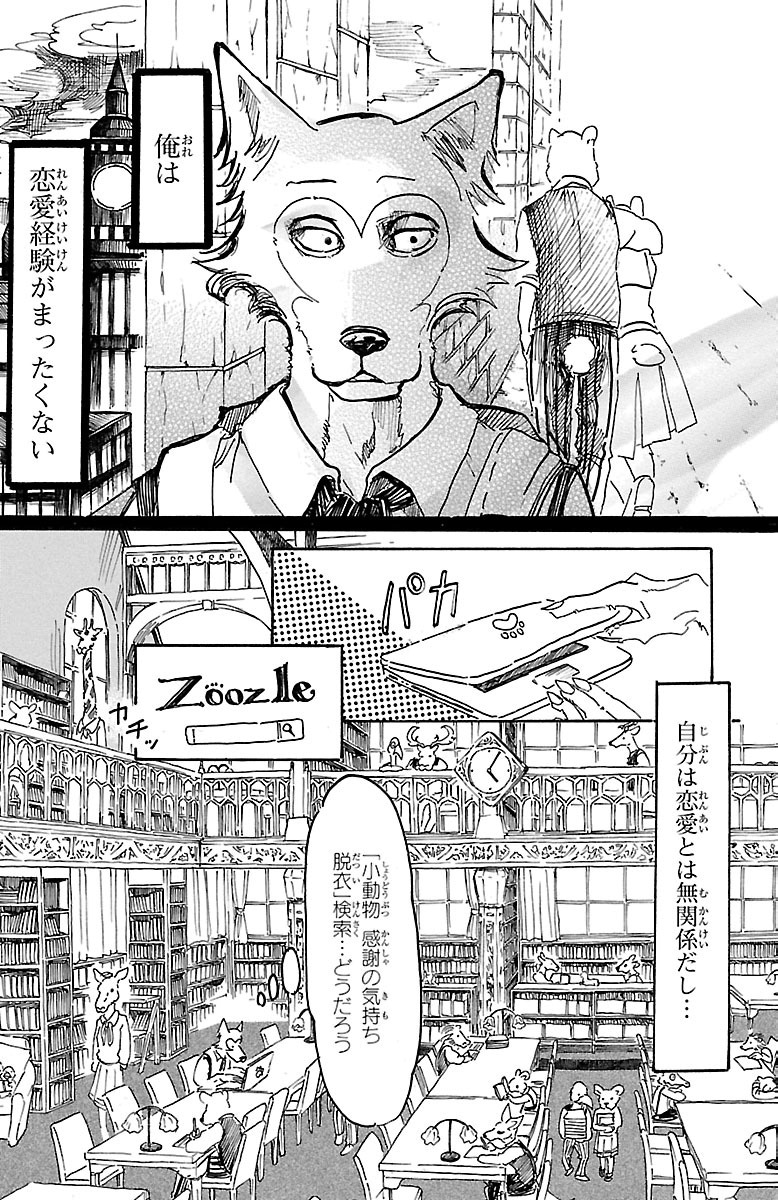 俺は
恋愛経験がまったくない
パカ
自分は恋愛とは無関係だし…
Zoozle
カチッ
「小動物 感謝の気持ち
脱衣」検索…どうだろう